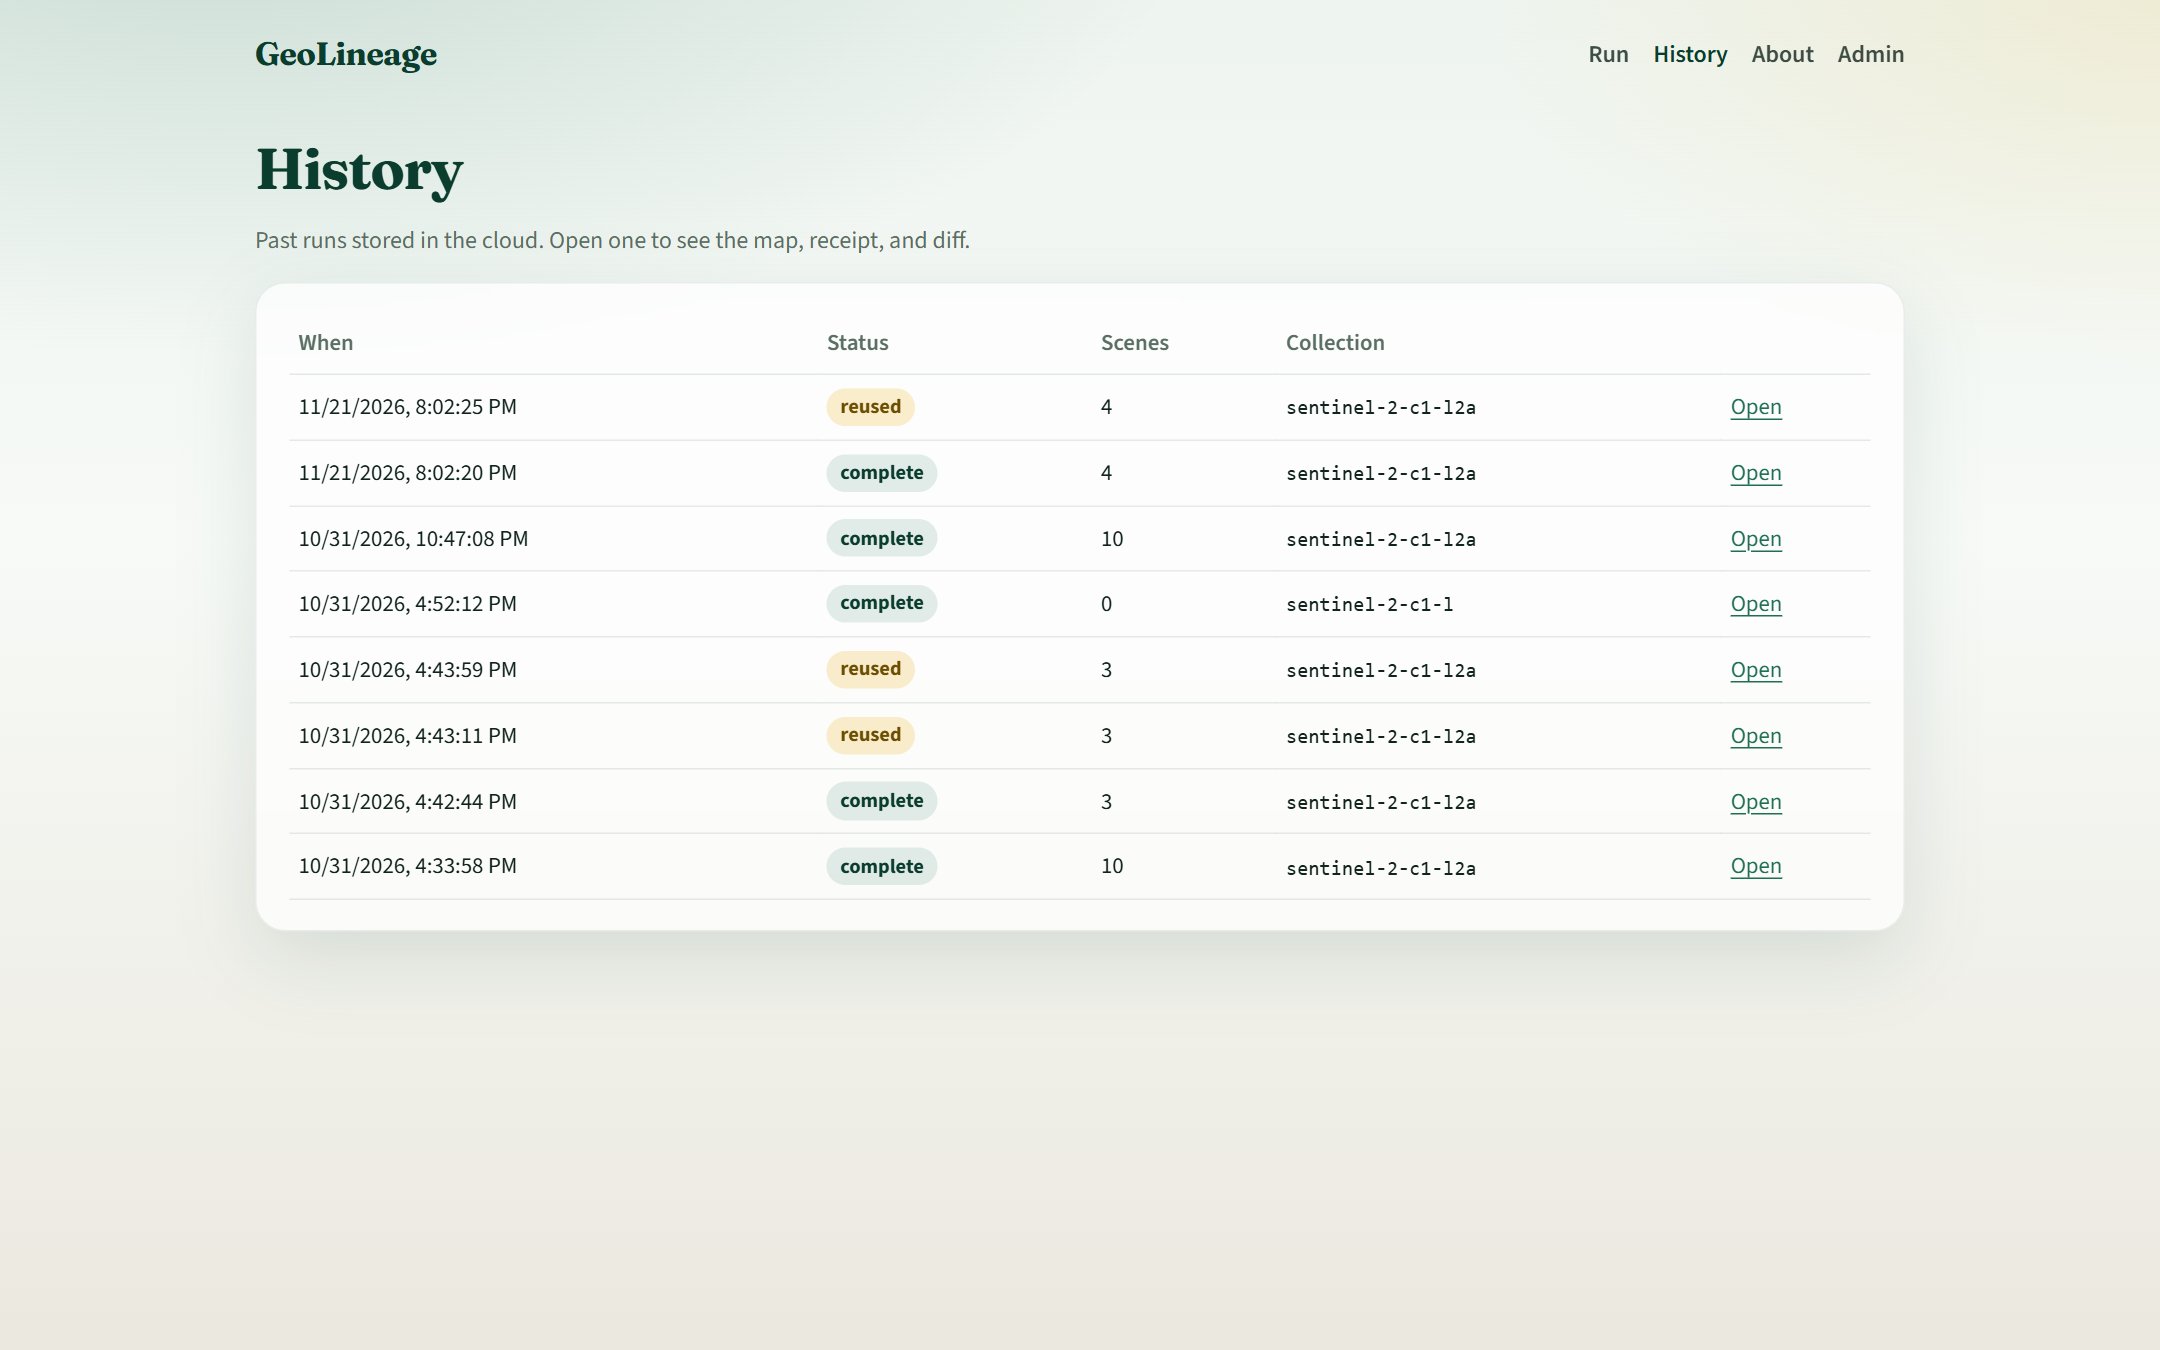 GeoLineage
Run History About Admin
History
Past runs stored in the cloud. Open one to see the map, receipt, and diff.
When Status Scenes Collection
11/21/2026, 8:02:25 PM reused 4 sentinel-2-c1-l2a Open
11/21/2026, 8:02:20 PM complete 4 sentinel-2-c1-l2a Open
10/31/2026, 10:47:08 PM complete 10 sentinel-2-c1-l2a Open
10/31/2026, 4:52:12 PM complete 0 sentinel-2-c1-l Open
10/31/2026, 4:43:59 PM reused 3 sentinel-2-c1-l2a Open
10/31/2026, 4:43:11 PM reused 3 sentinel-2-c1-l2a Open
10/31/2026, 4:42:44 PM complete 3 sentinel-2-c1-l2a Open
10/31/2026, 4:33:58 PM complete 10 sentinel-2-c1-l2a Open